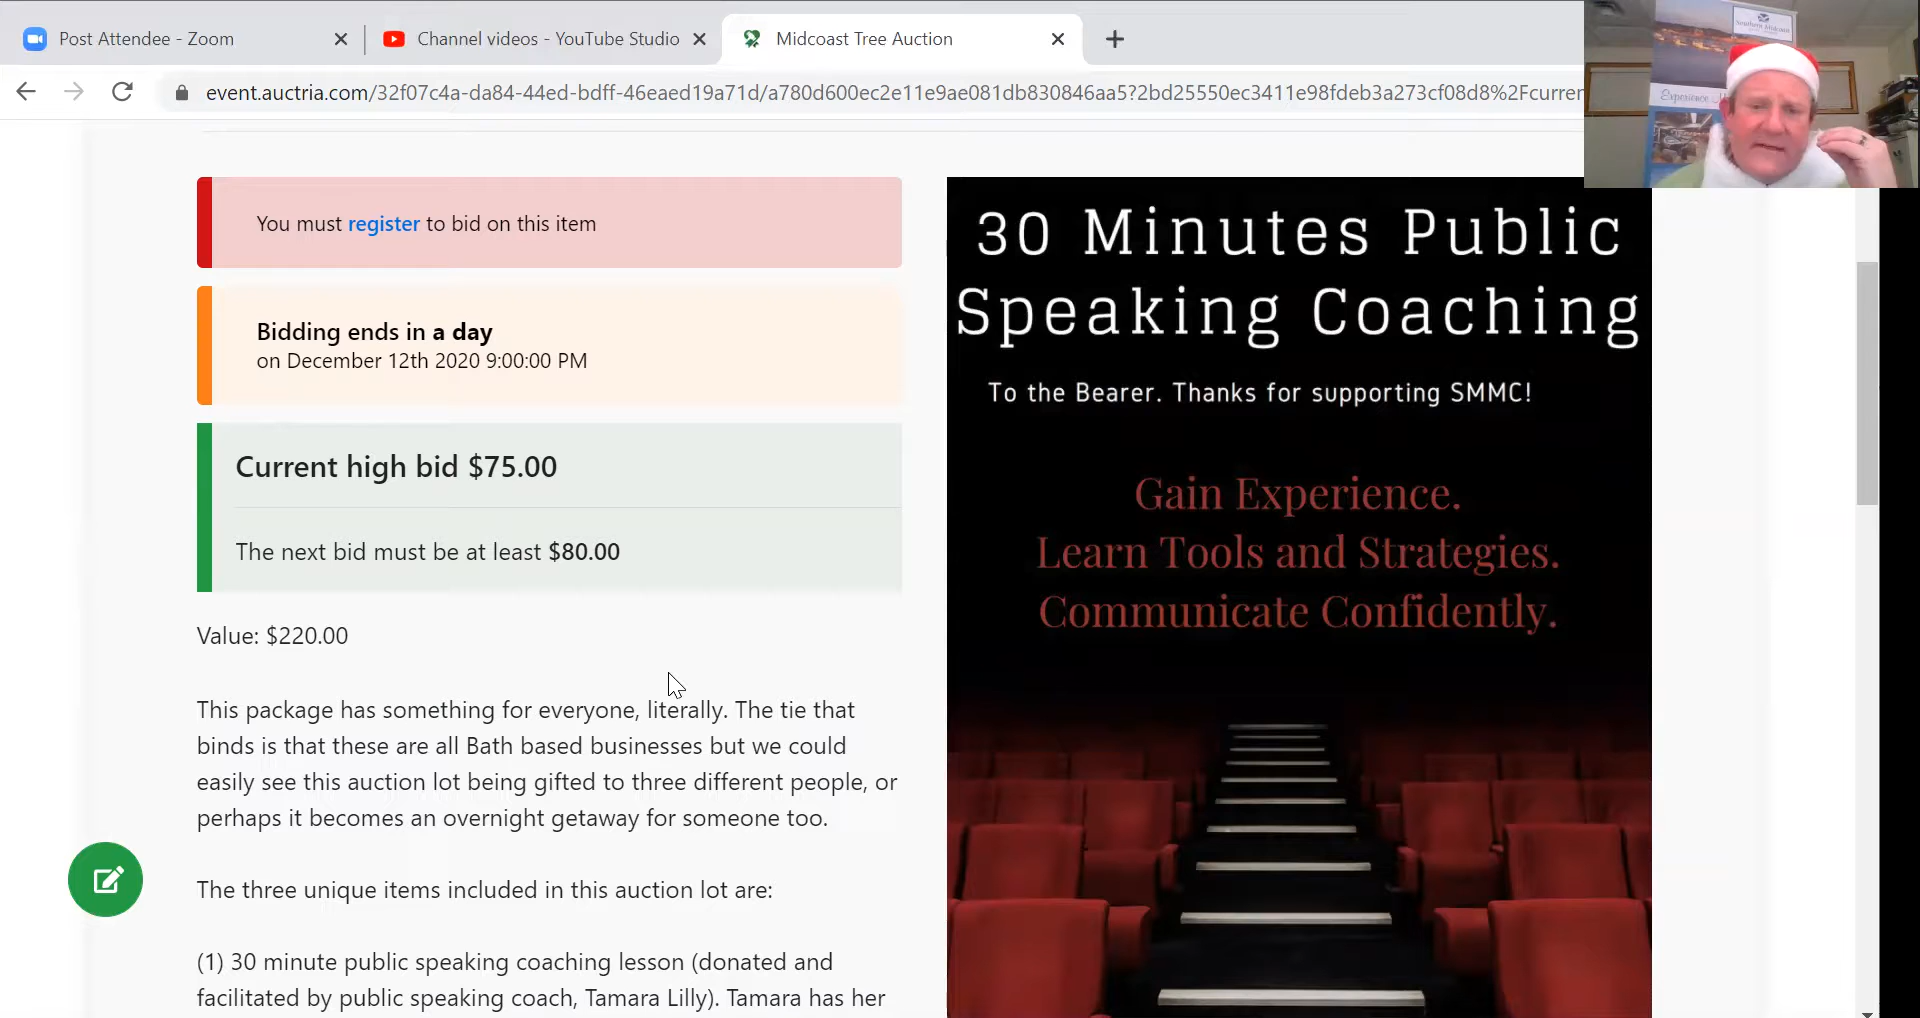 Post Attendee - Zoom
Channel videos - YouTube Studio
Midcoast Tree Auction
event.auctria.com/32f07c4a-da84-44ed-bdff-46eaed19a71d/a780d600ec2e11e9ae081db830846aa5?2bd25550ec3411e98fdeb3a273cf08d8%2Fcurren
Southern Midcoast
Experience
You must register to bid on this item
Bidding ends in a day
on December 12th 2020 9:00:00 PM
Current high bid $75.00
The next bid must be at least $80.00
Value: $220.00
This package has something for everyone, literally. The tie that
binds is that these are all Bath based businesses but we could
easily see this auction lot being gifted to three different people, or
perhaps it becomes an overnight getaway for someone too.
The three unique items included in this auction lot are:
(1) 30 minute public speaking coaching lesson (donated and
facilitated by public speaking coach, Tamara Lilly). Tamara has her
30 Minutes Public
Speaking Coaching
To the Bearer. Thanks for supporting SMMC!
Gain Experience.
Learn Tools and Strategies.
Communicate Confidently.